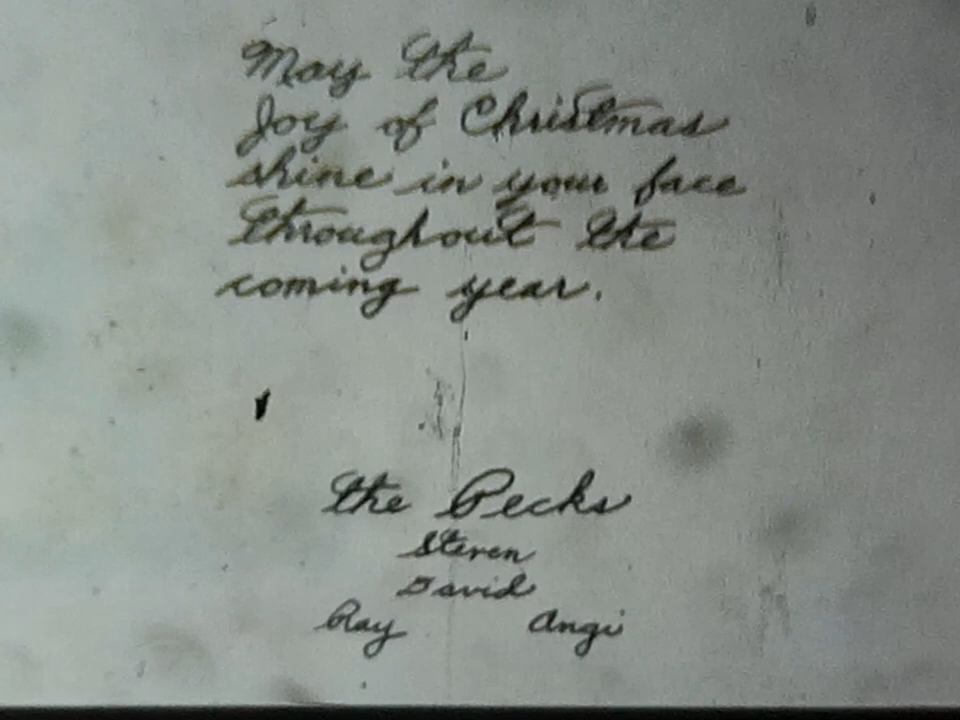 May the
Joy of Christmas
shine in your face
throughout the
coming year.
the Pecks
Steven
David
Ray Angi